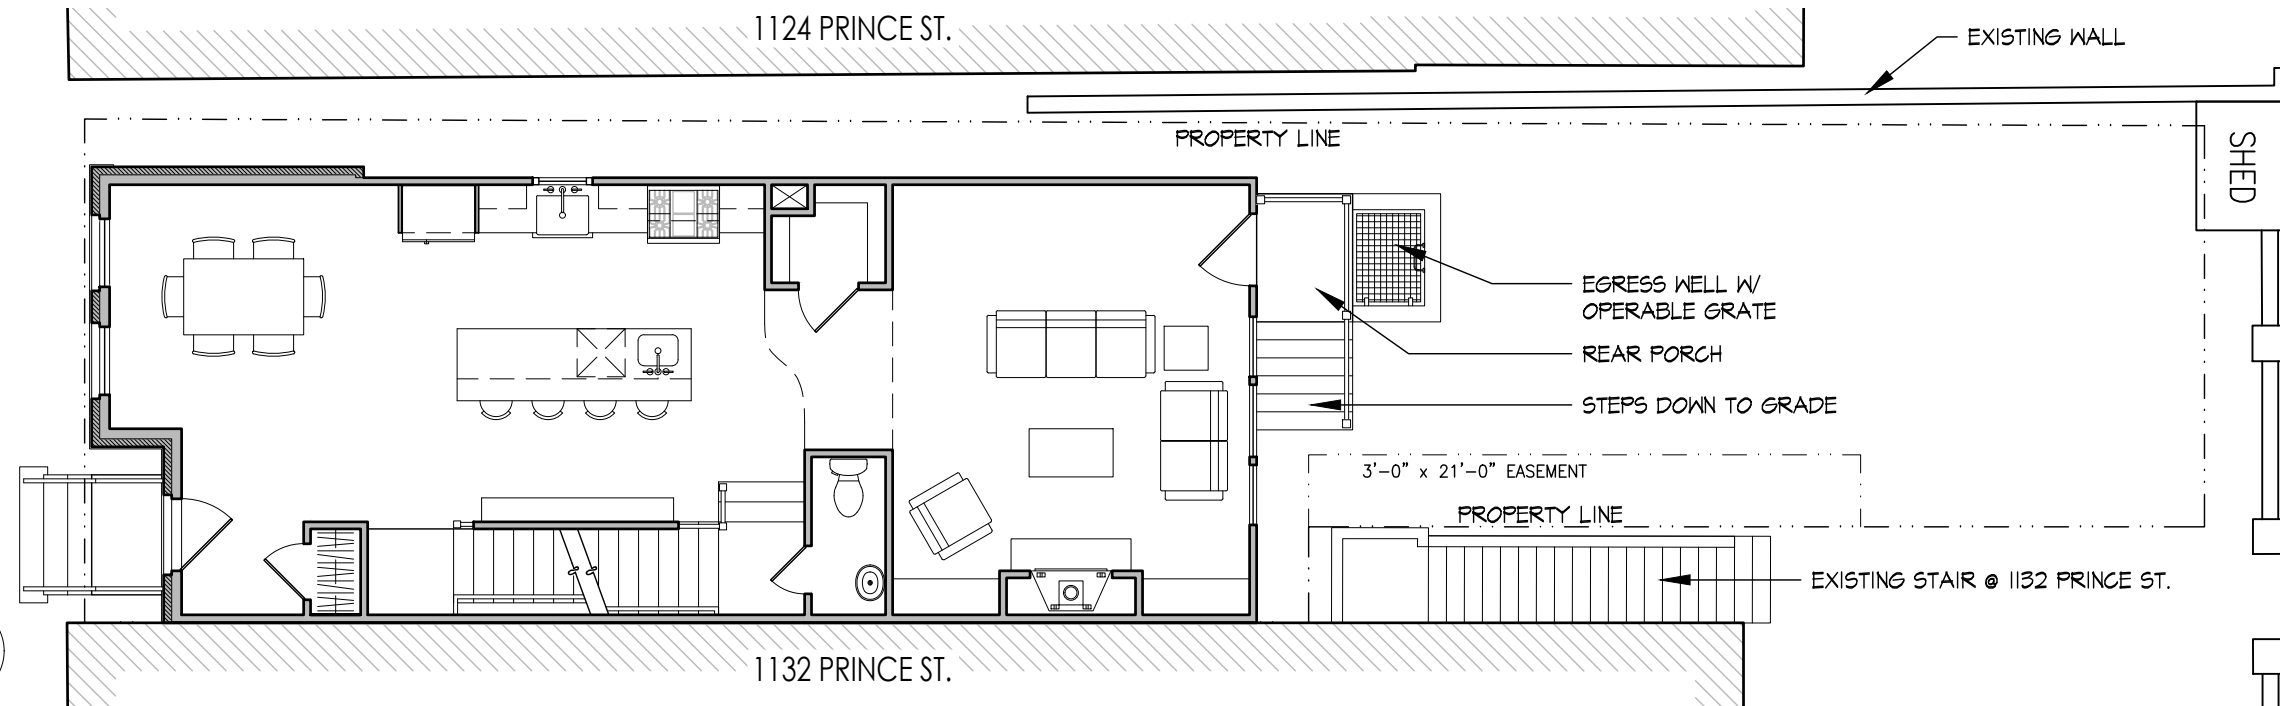 1124 PRINCE ST.
EXISTING WALL
PROPERTY LINE
SHED
EGRESS WELL W/
OPERABLE GRATE
REAR PORCH
STEPS DOWN TO GRADE
3'-0" x 21'-0" EASEMENT
PROPERTY LINE
EXISTING STAIR @ 1132 PRINCE ST.
1132 PRINCE ST.